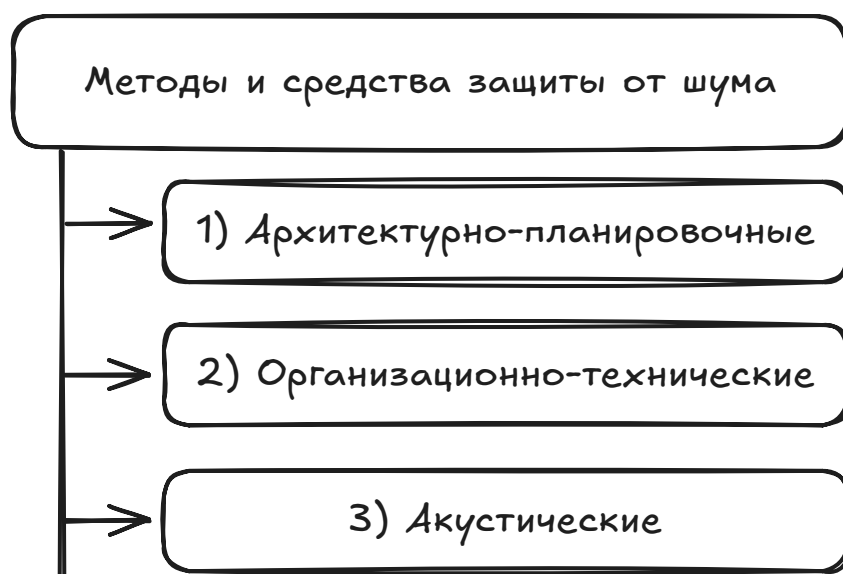 Методы и средства защиты от шума
1) Архитектурно-планировочные
2) Организационно-технические
3) Акустические